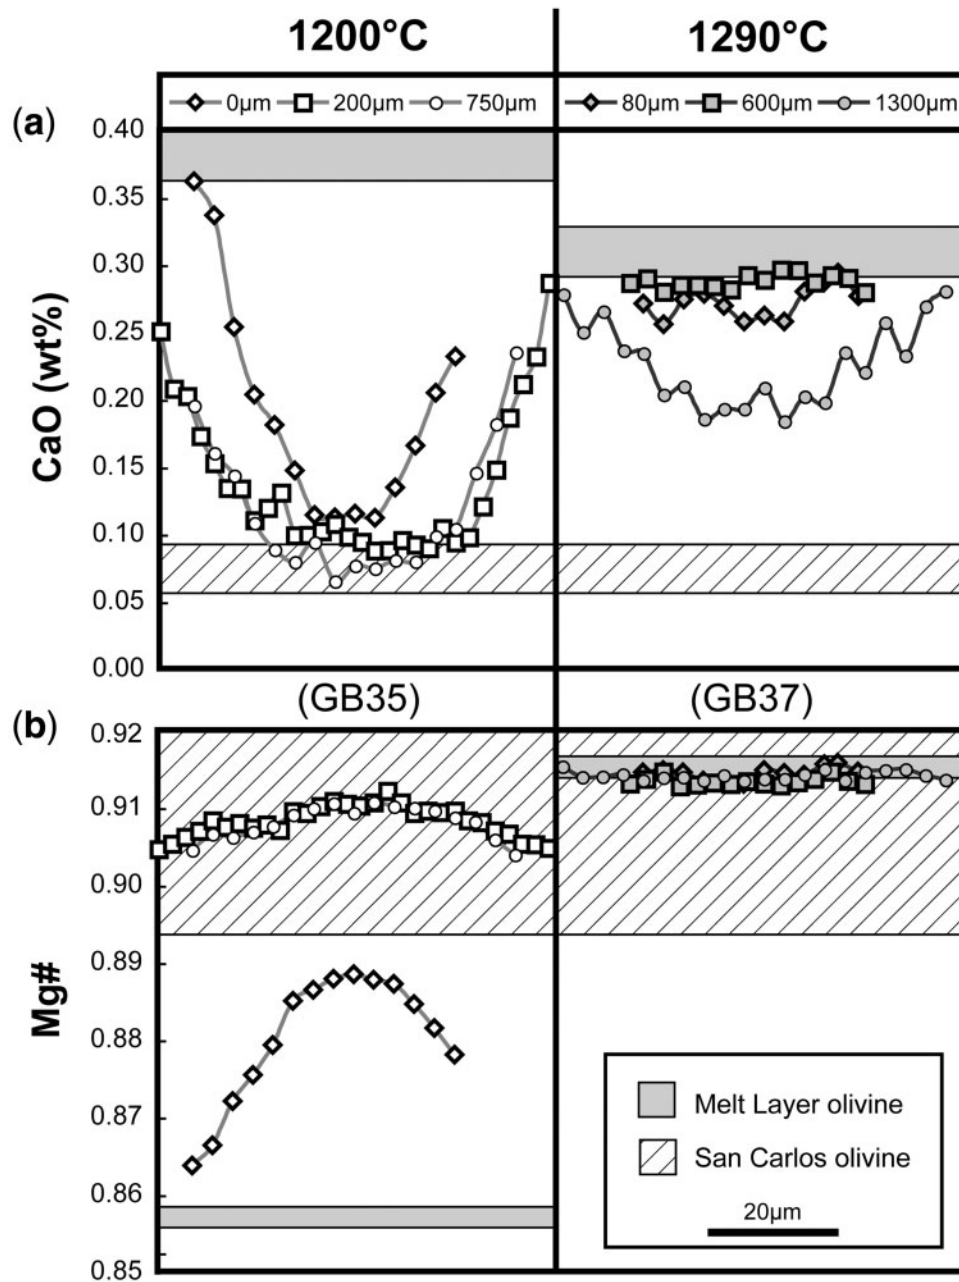 1200°C 1290°C
(a)
0µm 200µm 750µm 80µm 600µm 1300µm
0.40
0.35
0.30
0.25
0.20
0.15
0.10
0.05
0.00
CaO (wt%)
(GB35) (GB37)
(b)
0.92
0.91
0.90
0.89
0.88
0.87
0.86
0.85
Mg#
Melt Layer olivine
San Carlos olivine
20µm